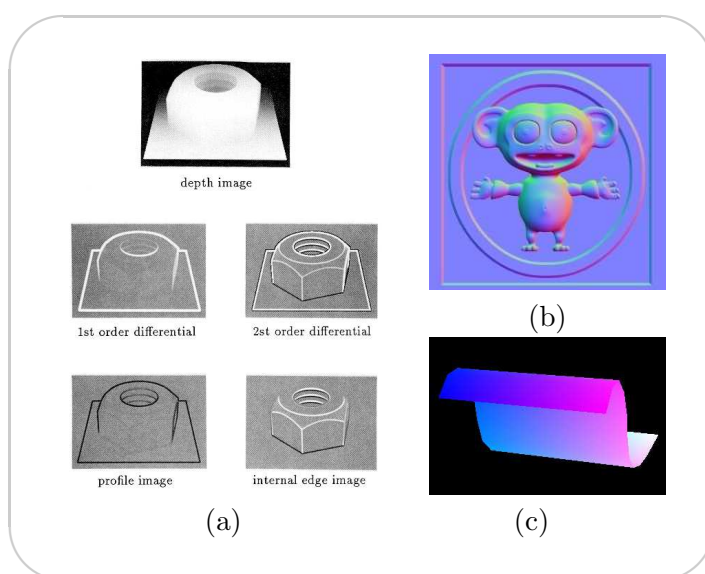 depth image
1st order differential
2st order differential
profile image
internal edge image
(a)
(b)
(c)